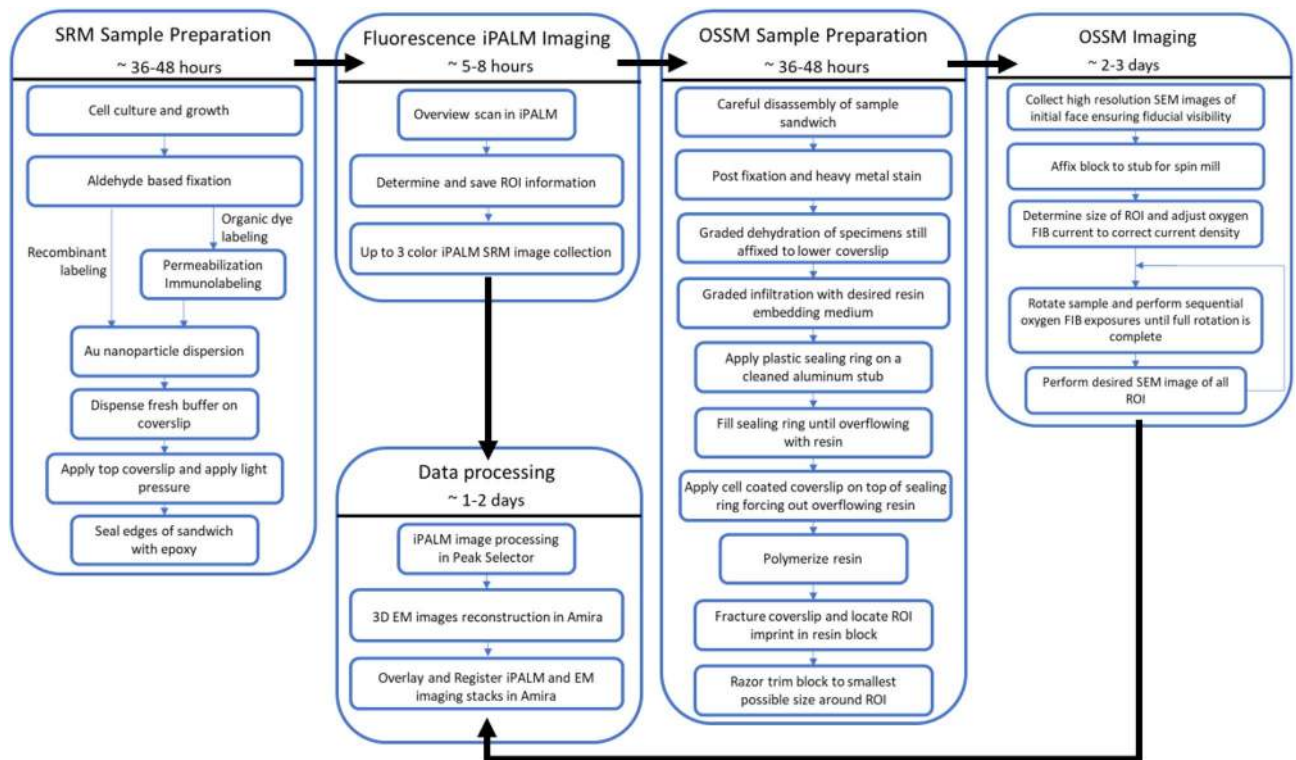 SRM Sample Preparation
~ 36-48 hours
Cell culture and growth
Aldehyde based fixation
Organic dye
labeling
Recombinant
labeling
Permeabilization
Immunolabeling
Au nanoparticle dispersion
Dispense fresh buffer on
coverslip
Apply top coverslip and apply light
pressure
Seal edges of sandwich
with epoxy
Fluorescence iPALM Imaging
~ 5-8 hours
Overview scan in iPALM
Determine and save ROI information
Up to 3 color iPALM SRM image collection
Data processing
~ 1-2 days
iPALM image processing
in Peak Selector
3D EM images reconstruction in Amira
Overlay and Register iPALM and EM
imaging stacks in Amira
OSSM Sample Preparation
~ 36-48 hours
Careful disassembly of sample
sandwich
Post fixation and heavy metal stain
Graded dehydration of specimens still
affixed to lower coverslip
Graded infiltration with desired resin
embedding medium
Apply plastic sealing ring on a
cleaned aluminum stub
Fill sealing ring until overflowing
with resin
Apply cell coated coverslip on top of sealing
ring forcing out overflowing resin
Polymerize resin
Fracture coverslip and locate ROI
imprint in resin block
Razor trim block to smallest
possible size around ROI
OSSM Imaging
~ 2-3 days
Collect high resolution SEM images of
initial face ensuring fiducial visibility
Affix block to stub for spin mill
Determine size of ROI and adjust oxygen
FIB current to correct current density
Rotate sample and perform sequential
oxygen FIB exposures until full rotation is
complete
Perform desired SEM image of all
ROI